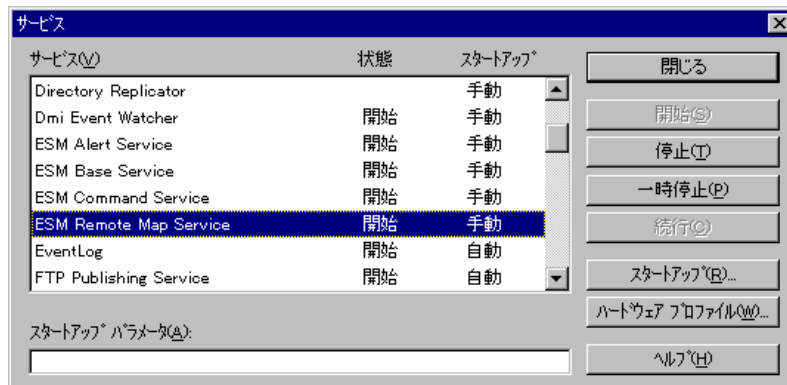 サービス
サービス(V) 状態 スタートアップ
Directory Replicator 手動
Dmi Event Watcher 開始 手動
ESM Alert Service 開始 手動
ESM Base Service 開始 手動
ESM Command Service 開始 手動
ESM Remote Map Service 開始 手動
EventLog 開始 自動
FTP Publishing Service 開始 自動
スタートアップ パラメータ(A):
閉じる
開始(S)
停止(T)
一時停止(P)
続行(C)
スタートアップ(R)...
ハードウェア プロファイル(W)...
ヘルプ(H)